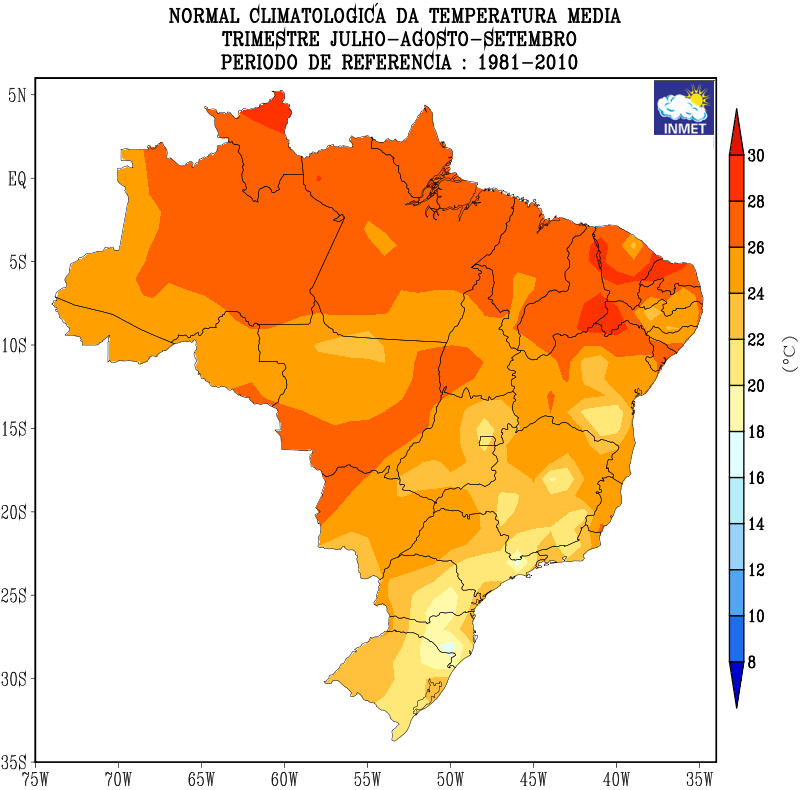 NORMAL CLIMATOLOGICÁ DA TEMPERATURA MEDIA
TRIMESTRE JULHO-AGOSTO-SETEMBRO
PERIODO DE REFERENCIA : 1981-2010
INMET
5N
EQ
5S
10S
15S
20S
25S
30S
35S
75W 70W 65W 60W 55W 50W 45W 40W 35W
30
28
26
24
22
20
18
16
14
12
10
8
(°C)